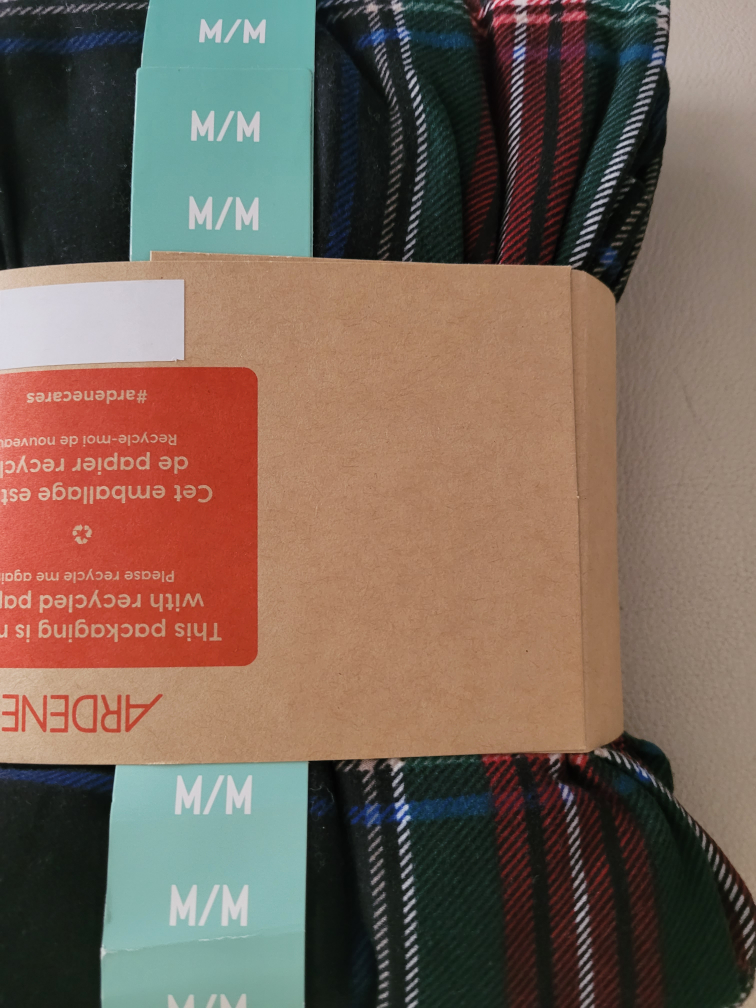 M/M
M/M
M/M
ARDENE
This packaging is
with recycled pap
Please recycle me again
Cet emballage est
de papier recycl
Recycle-moi de nouveau
#ardenecares
M/M
M/M
M/M